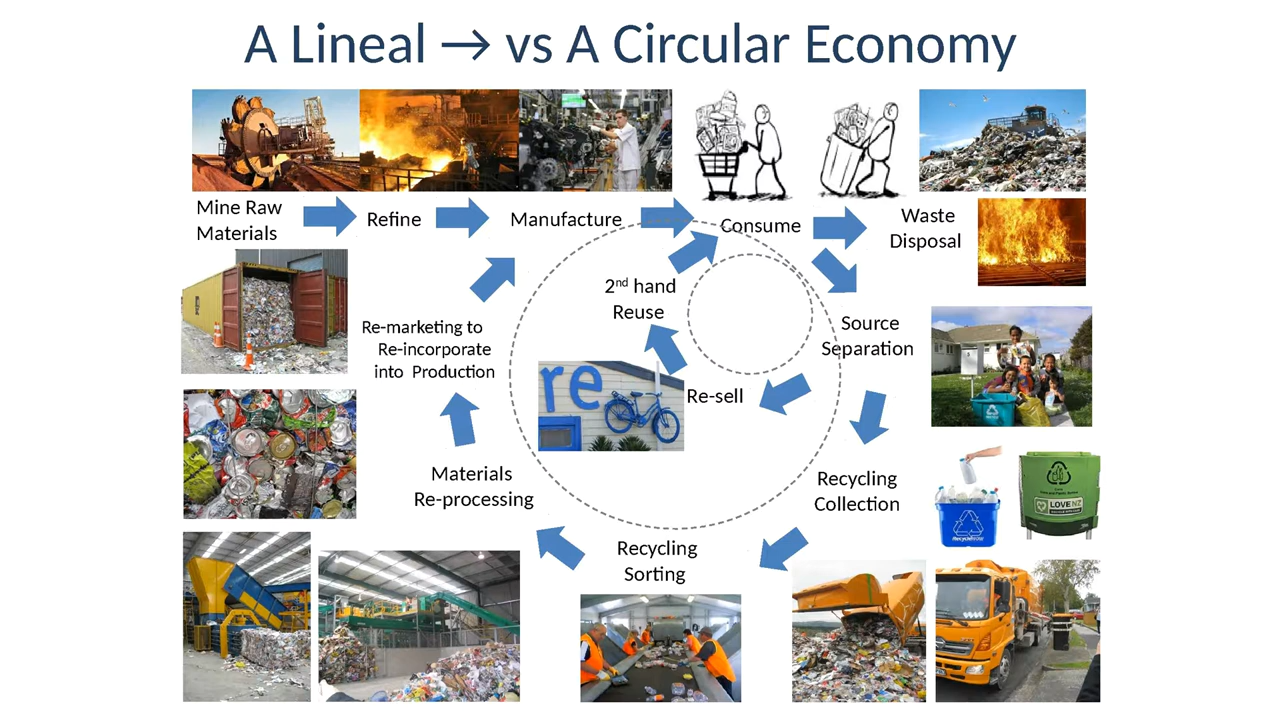 A Lineal → vs A Circular Economy
Mine Raw
Materials
Refine
Manufacture
Consume
Waste
Disposal
2nd hand
Reuse
Source
Separation
Re-marketing to
Re-incorporate
into Production
re
Re-sell
Materials
Re-processing
Recycling
Collection
LOVE NZ
Recycling
Sorting